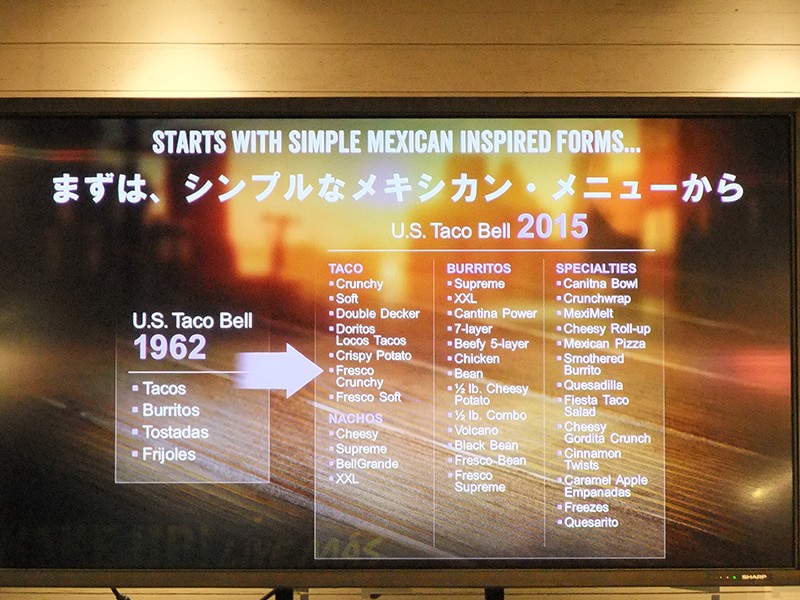 STARTS WITH SIMPLE MEXICAN INSPIRED FORMS...
まずは、シンプルなメキシカン・メニューから
U.S. Taco Bell 1962
▪ Tacos
▪ Burritos
▪ Tostadas
▪ Frijoles
U.S. Taco Bell 2015
TACO
▪ Crunchy
▪ Soft
▪ Double Decker
▪ Doritos
Locos Tacos
▪ Crispy Potato
▪ Fresco
Crunchy
▪ Fresco Soft
NACHOS
▪ Cheesy
▪ Supreme
▪ BellGrande
▪ XXL
BURRITOS
▪ Supreme
▪ XXL
▪ Cantina Power
▪ 7-layer
▪ Beefy 5-layer
▪ Chicken
▪ Bean
▪ ½ lb. Cheesy
Potato
▪ ½ lb. Combo
▪ Volcano
▪ Black Bean
▪ Fresco Bean
▪ Fresco
Supreme
SPECIALTIES
▪ Canitna Bowl
▪ Crunchwrap
▪ MexiMelt
▪ Cheesy Roll-up
▪ Mexican Pizza
▪ Smothered
Burrito
▪ Quesadilla
▪ Fiesta Taco
Salad
▪ Cheesy
Gordita Crunch
▪ Cinnamon
Twists
▪ Caramel Apple
Empanadas
▪ Freezes
▪ Quesarito
MÁS
SHARP